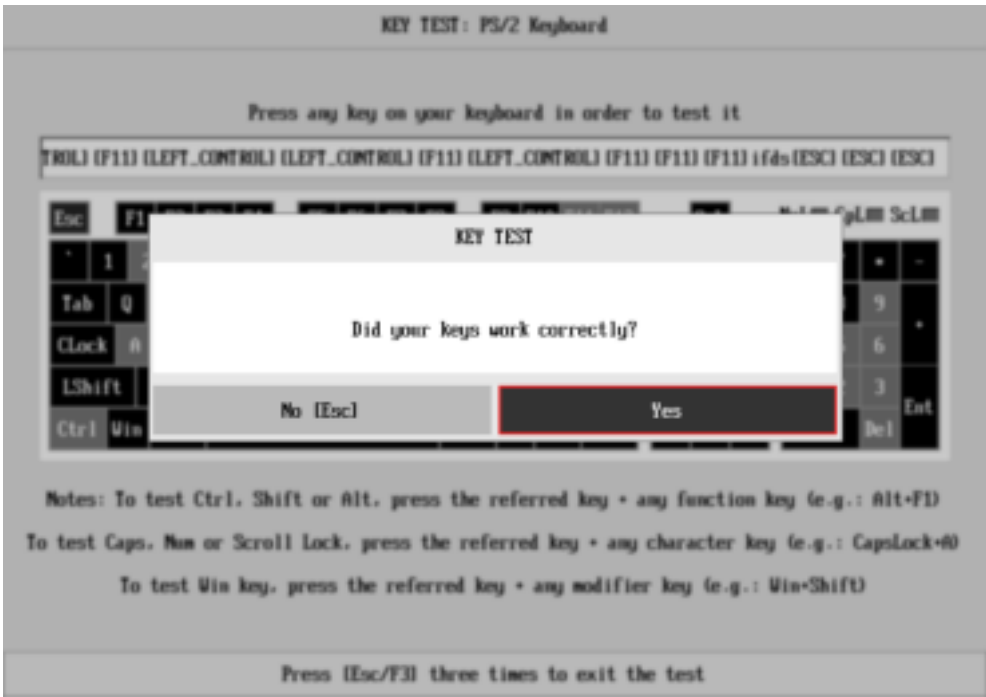 KEY TEST: PS/2 Keyboard
Press any key on your keyboard in order to test it
TROL] [F11] [LEFT_CONTROL] [LEFT_CONTROL] [F11] [LEFT_CONTROL] [F11] [F11] [F11] ifds[ESC] [ESC] [ESC]
Esc F1 CpL ScL
KEY TEST
` 1 * -
Tab Q 9 +
Did your keys work correctly?
CLock A 6
LShift 3 Ent
No [Esc] Yes
Ctrl Win Del
Notes: To test Ctrl, Shift or Alt, press the referred key + any function key (e.g.: Alt+F1)
To test Caps, Num or Scroll Lock, press the referred key + any character key (e.g.: CapsLock+A)
To test Win key, press the referred key + any modifier key (e.g.: Win+Shift)
Press [Esc/F3] three times to exit the test